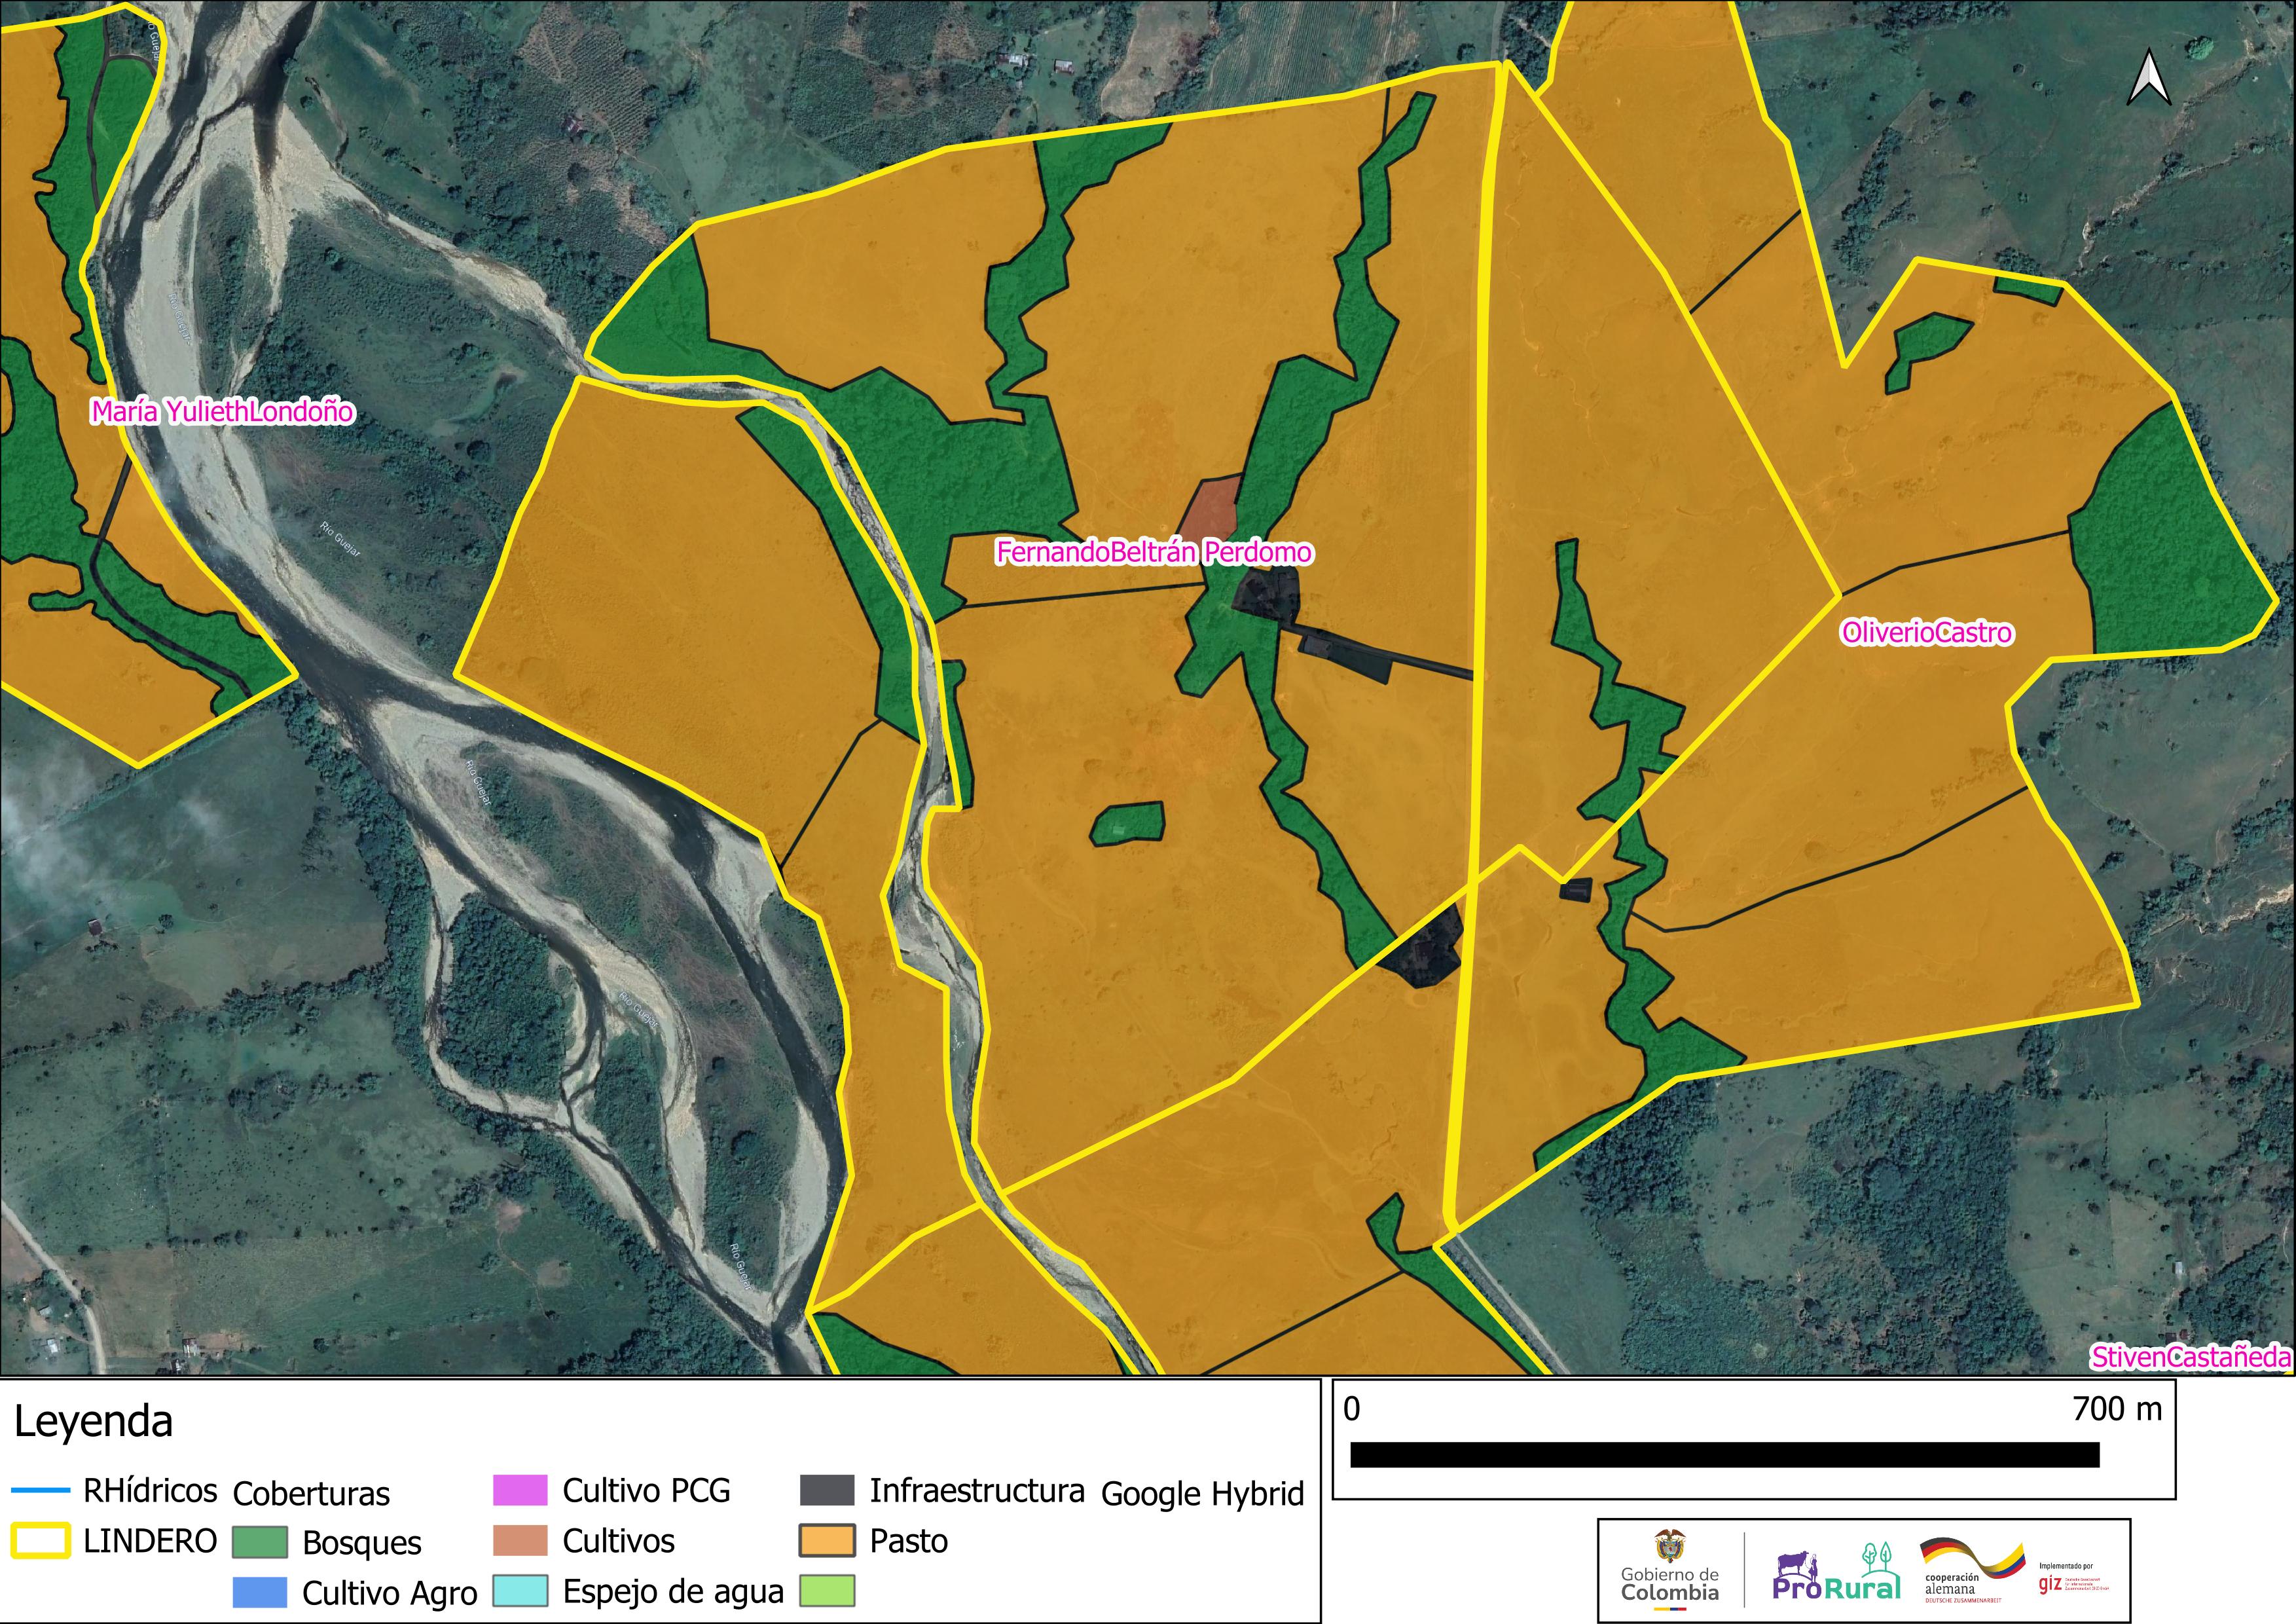 Río Guejar
María YuliethLondoño
Río Guejar
FernandoBeltrán Perdomo
OliverioCastro
Río Guejar
Río Guejar
Río Guejar
StivenCastañeda
Leyenda
RHídricos
LINDERO
Coberturas
Bosques
Cultivo Agro
Cultivo PCG
Cultivos
Espejo de agua
Infraestructura
Pasto
Google Hybrid
0 700 m
Gobierno de
Colombia
ProRural
cooperación
alemana
DEUTSCHE ZUSAMMENARBEIT
Implementado por
giz